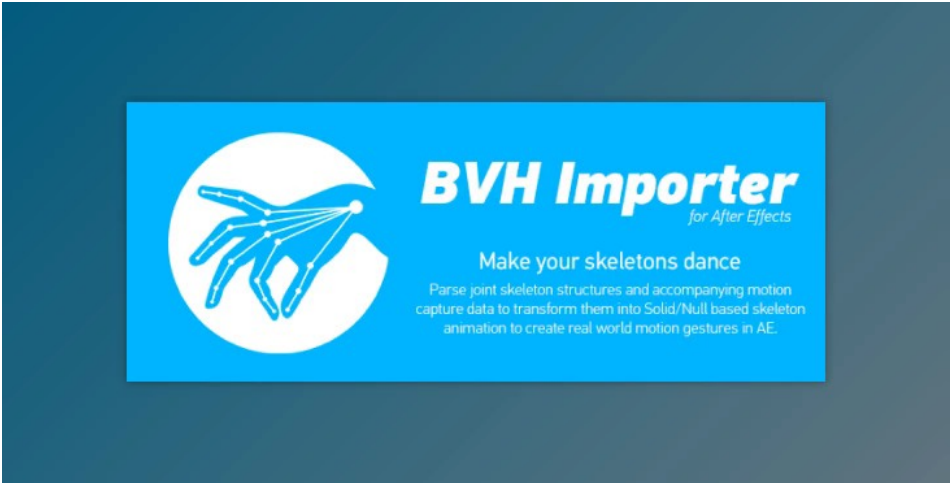 BVH Importer
for After Effects
Make your skeletons dance
Parse joint skeleton structures and accompanying motion
capture data to transform them into Solid/Null based skeleton
animation to create real world motion gestures in AE.